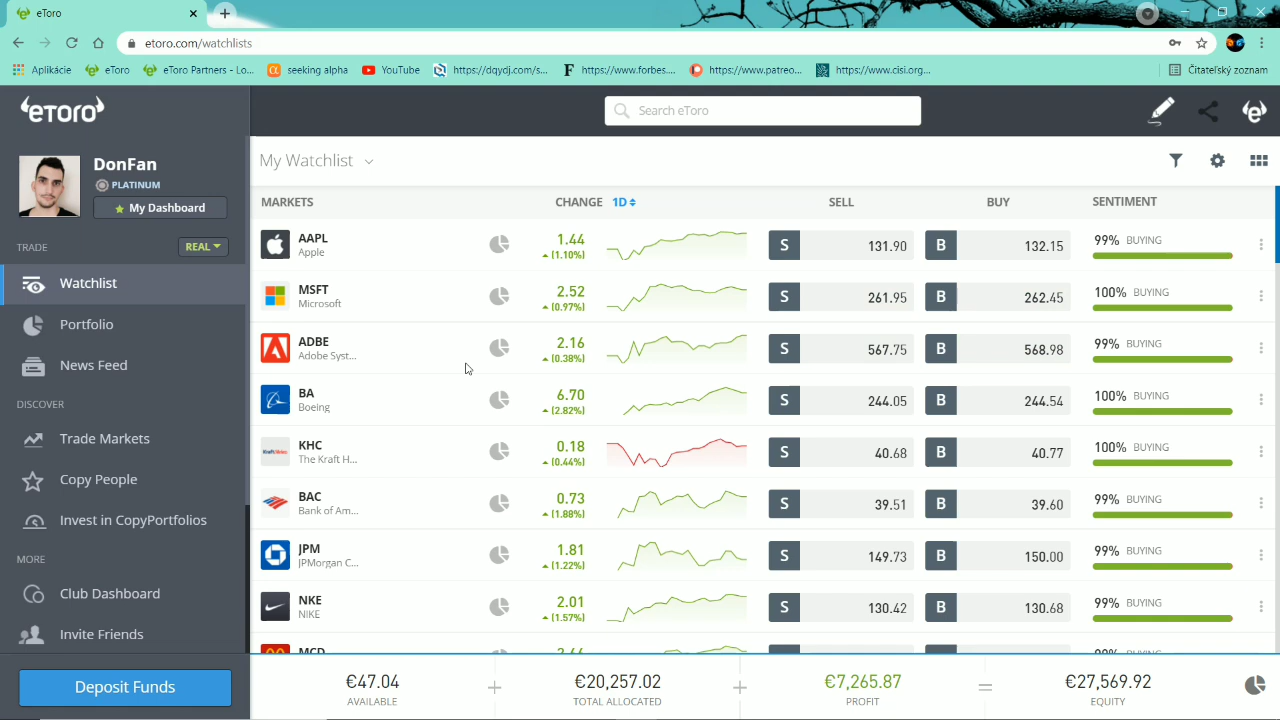 eToro
etoro.com/watchlists
Aplikácie eToro eToro Partners - Lo... seeking alpha YouTube https://dqydj.com/s... https://www.forbes.... https://www.patreo... https://www.cisi.org... Čitateľský zoznam
eToro
Search eToro
DonFan
PLATINUM
My Dashboard
TRADE REAL
Watchlist
Portfolio
News Feed
DISCOVER
Trade Markets
Copy People
Invest in CopyPortfolios
MORE
Club Dashboard
Invite Friends
Deposit Funds
My Watchlist
MARKETS CHANGE 1D SELL BUY SENTIMENT
AAPL 1.44 S 131.90 B 132.15 99% BUYING
Apple (1.10%)
MSFT 2.52 S 261.95 B 262.45 100% BUYING
Microsoft (0.97%)
ADBE 2.16 S 567.75 B 568.98 99% BUYING
Adobe Syst... (0.38%)
BA 6.70 S 244.05 B 244.54 100% BUYING
Boeing (2.82%)
KHC 0.18 S 40.68 B 40.77 100% BUYING
The Kraft H... (0.44%)
BAC 0.73 S 39.51 B 39.60 99% BUYING
Bank of Am... (1.88%)
JPM 1.81 S 149.73 B 150.00 99% BUYING
JPMorgan C... (1.22%)
NKE 2.01 S 130.42 B 130.68 99% BUYING
NIKE (1.57%)
MCD
€47.04 + €20,257.02 + €7,265.87 = €27,569.92
AVAILABLE TOTAL ALLOCATED PROFIT EQUITY